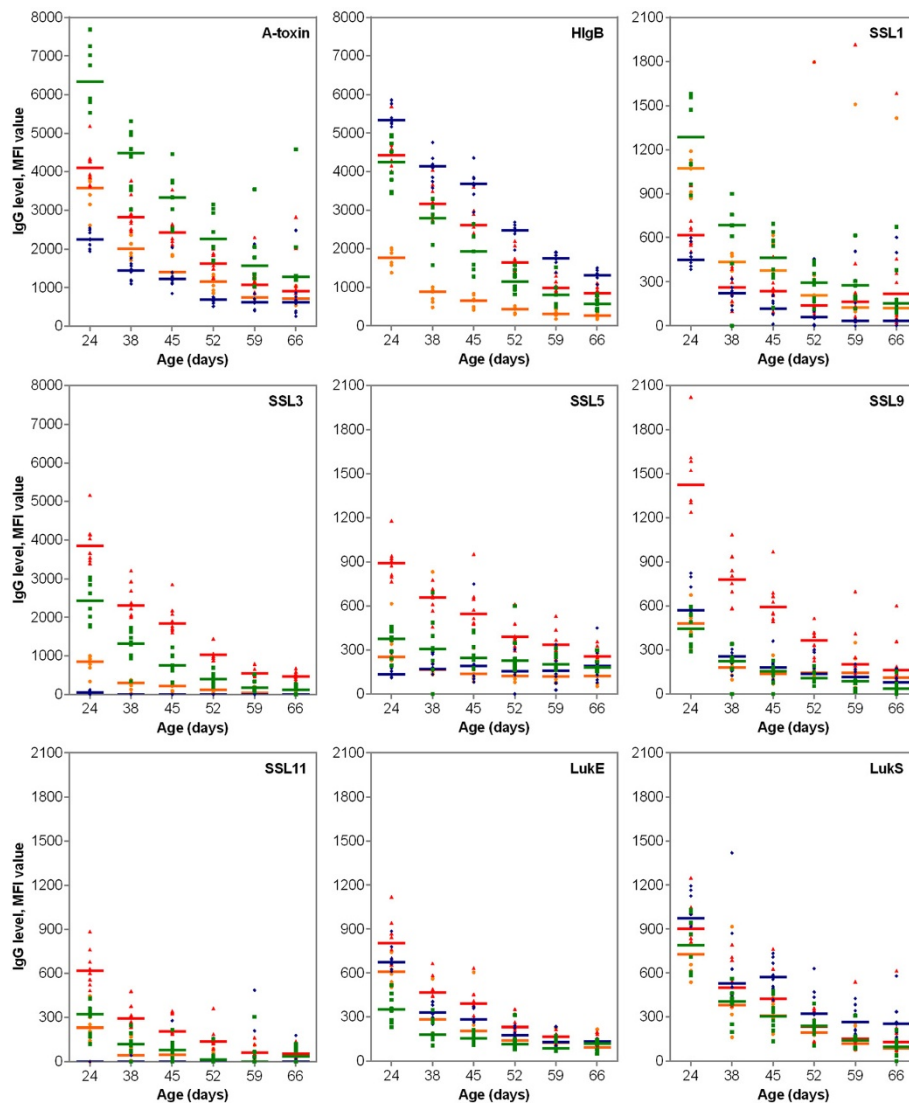 A-toxin
8000
7000
6000
5000
4000
3000
2000
1000
0
IgG level, MFI value
24 38 45 52 59 66
Age (days)
HlgB
8000
7000
6000
5000
4000
3000
2000
1000
0
24 38 45 52 59 66
Age (days)
SSL1
2100
1800
1500
1200
900
600
300
0
24 38 45 52 59 66
Age (days)
SSL3
8000
7000
6000
5000
4000
3000
2000
1000
0
IgG level, MFI value
24 38 45 52 59 66
Age (days)
SSL5
2100
1800
1500
1200
900
600
300
0
24 38 45 52 59 66
Age (days)
SSL9
2100
1800
1500
1200
900
600
300
0
24 38 45 52 59 66
Age (days)
SSL11
2100
1800
1500
1200
900
600
300
0
IgG level, MFI value
24 38 45 52 59 66
Age (days)
LukE
2100
1800
1500
1200
900
600
300
0
24 38 45 52 59 66
Age (days)
LukS
2100
1800
1500
1200
900
600
300
0
24 38 45 52 59 66
Age (days)